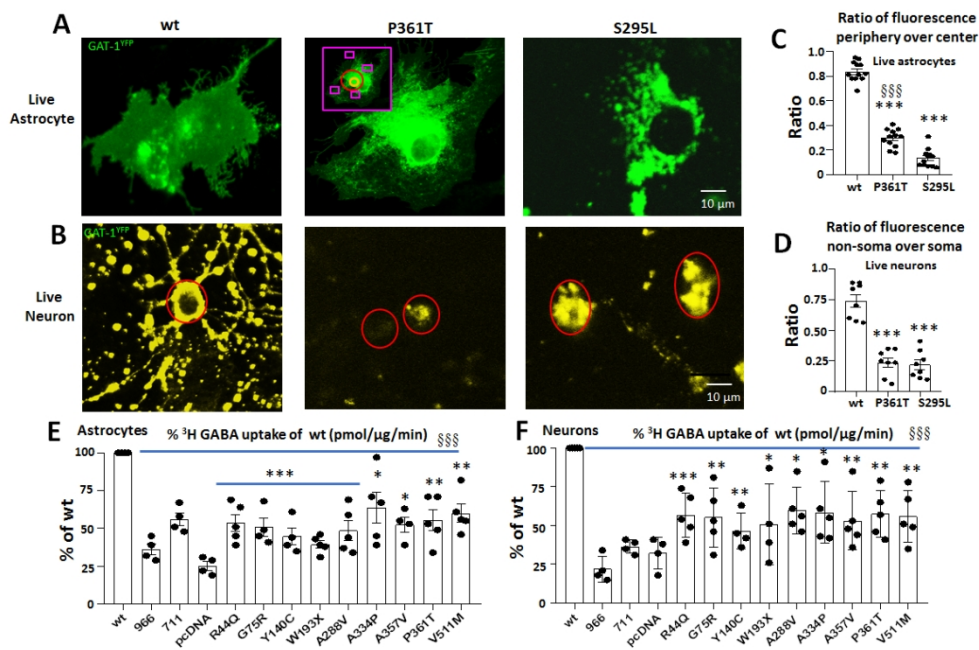 A
wt
P361T
S295L
GAT-1YFP
Live
Astrocyte
10 µm
B
GAT-1YFP
Live
Neuron
10 µm
C
Ratio of fluorescence
periphery over center
Live astrocytes
Ratio
1.0
0.8
0.6
0.4
0.2
0
§§§
***
***
wt
P361T
S295L
D
Ratio of fluorescence
non-soma over soma
Live neurons
Ratio
1.0
0.75
0.50
0.25
0
***
***
wt
P361T
S295L
E
Astrocytes
% ³H GABA uptake of wt (pmol/µg/min)
§§§
% of wt
100
75
50
25
0
***
*
*
*
**
**
wt
966
711
pcDNA
R44Q
G75R
Y140C
W193X
A288V
A334P
A357V
P361T
V511M
F
Neurons
% ³H GABA uptake of wt (pmol/µg/min)
§§§
% of wt
100
75
50
25
0
***
**
**
*
*
*
**
**
**
wt
966
711
pcDNA
R44Q
G75R
Y140C
W193X
A288V
A334P
A357V
P361T
V511M